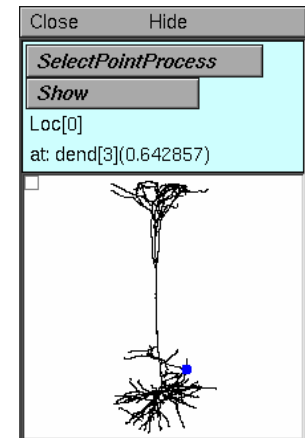 Close Hide
SelectPointProcess
Show
Loc[0]
at: dend[3](0.642857)